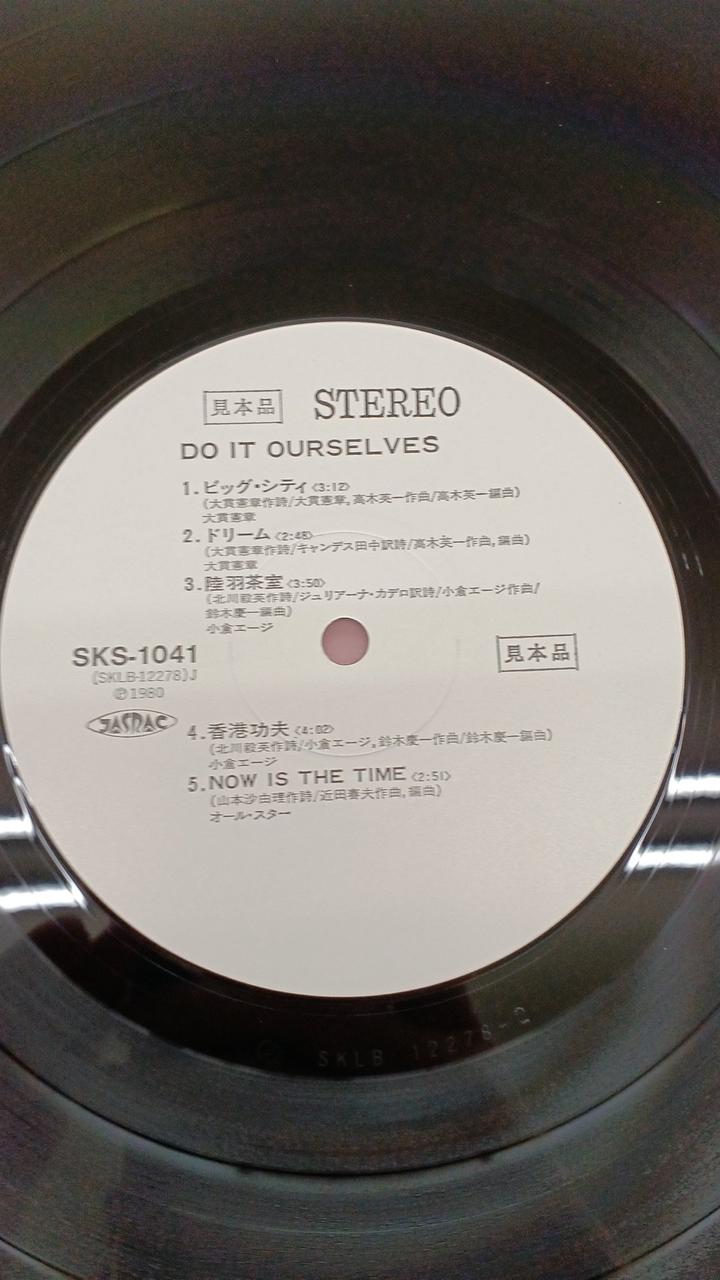 見本品 STEREO
DO IT OURSELVES
1.ビッグ・シティ〈3:12〉
(大貫憲章作詩/大貫憲章,高木英一作曲/高木英一編曲)
大貫憲章
2.ドリーム〈2:48〉
(大貫憲章作詩/キャンデス田中訳詩/高木英一作曲,編曲)
大貫憲章
3.陸羽茶室〈3:50〉
(北川毅英作詩/ジュリアーナ・カデロ訳詩/小倉エージ作曲/
鈴木慶一編曲)
小倉エージ
SKS-1041
(SKLB-12278)J
Ⓟ1980
JASRAC
見本品
4.香港功夫〈4:02〉
(北川毅英作詩/小倉エージ,鈴木慶一作曲/鈴木慶一編曲)
小倉エージ
5.NOW IS THE TIME〈2:51〉
(山本沙由理作詩/近田春夫作曲,編曲)
オール・スター
SKLB 12278-2